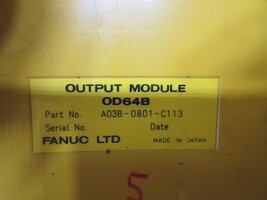 OUTPUT MODULE
OD64B
Part No. A03B-0801-C113
Serial No. Date
FANUC LTD MADE IN JAPAN
5